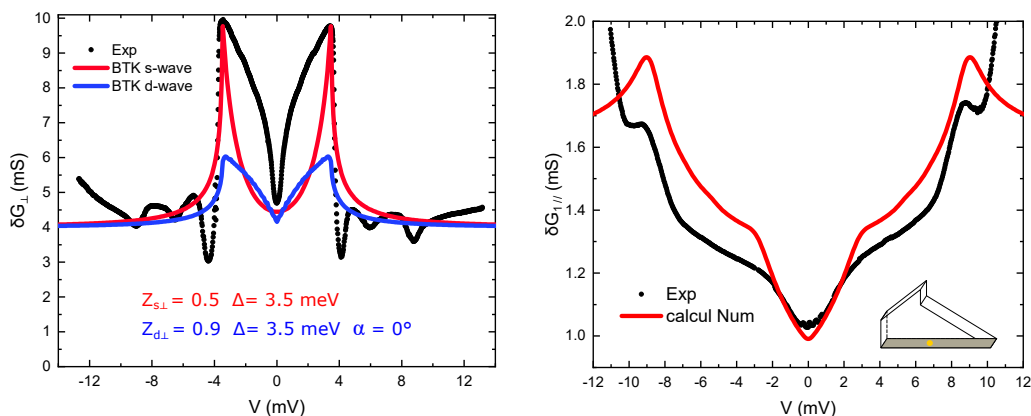 10
9
8
7
6
5
4
3
2
1
0
δG⊥ (mS)
Exp
BTK s-wave
BTK d-wave
Zs⊥ = 0.5 Δ= 3.5 meV
Zd⊥ = 0.9 Δ= 3.5 meV α = 0°
-12 -8 -4 0 4 8 12
V (mV)
2.0
1.8
1.6
1.4
1.2
1.0
δG1// (mS)
Exp
calcul Num
-12 -10 -8 -6 -4 -2 0 2 4 6 8 10 12
V (mV)